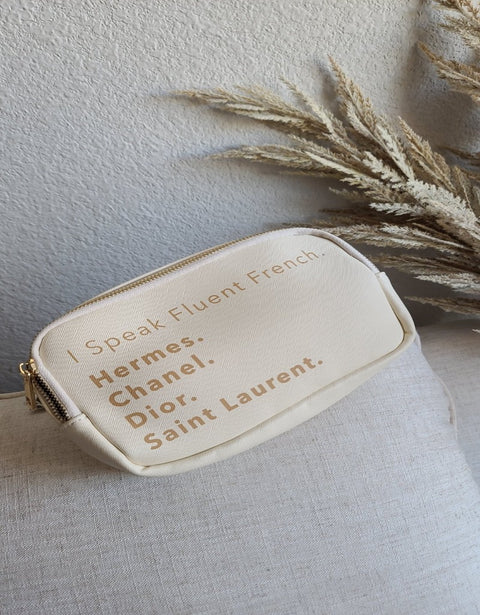 I Speak Fluent French.
Hermes.
Chanel.
Dior.
Saint Laurent.